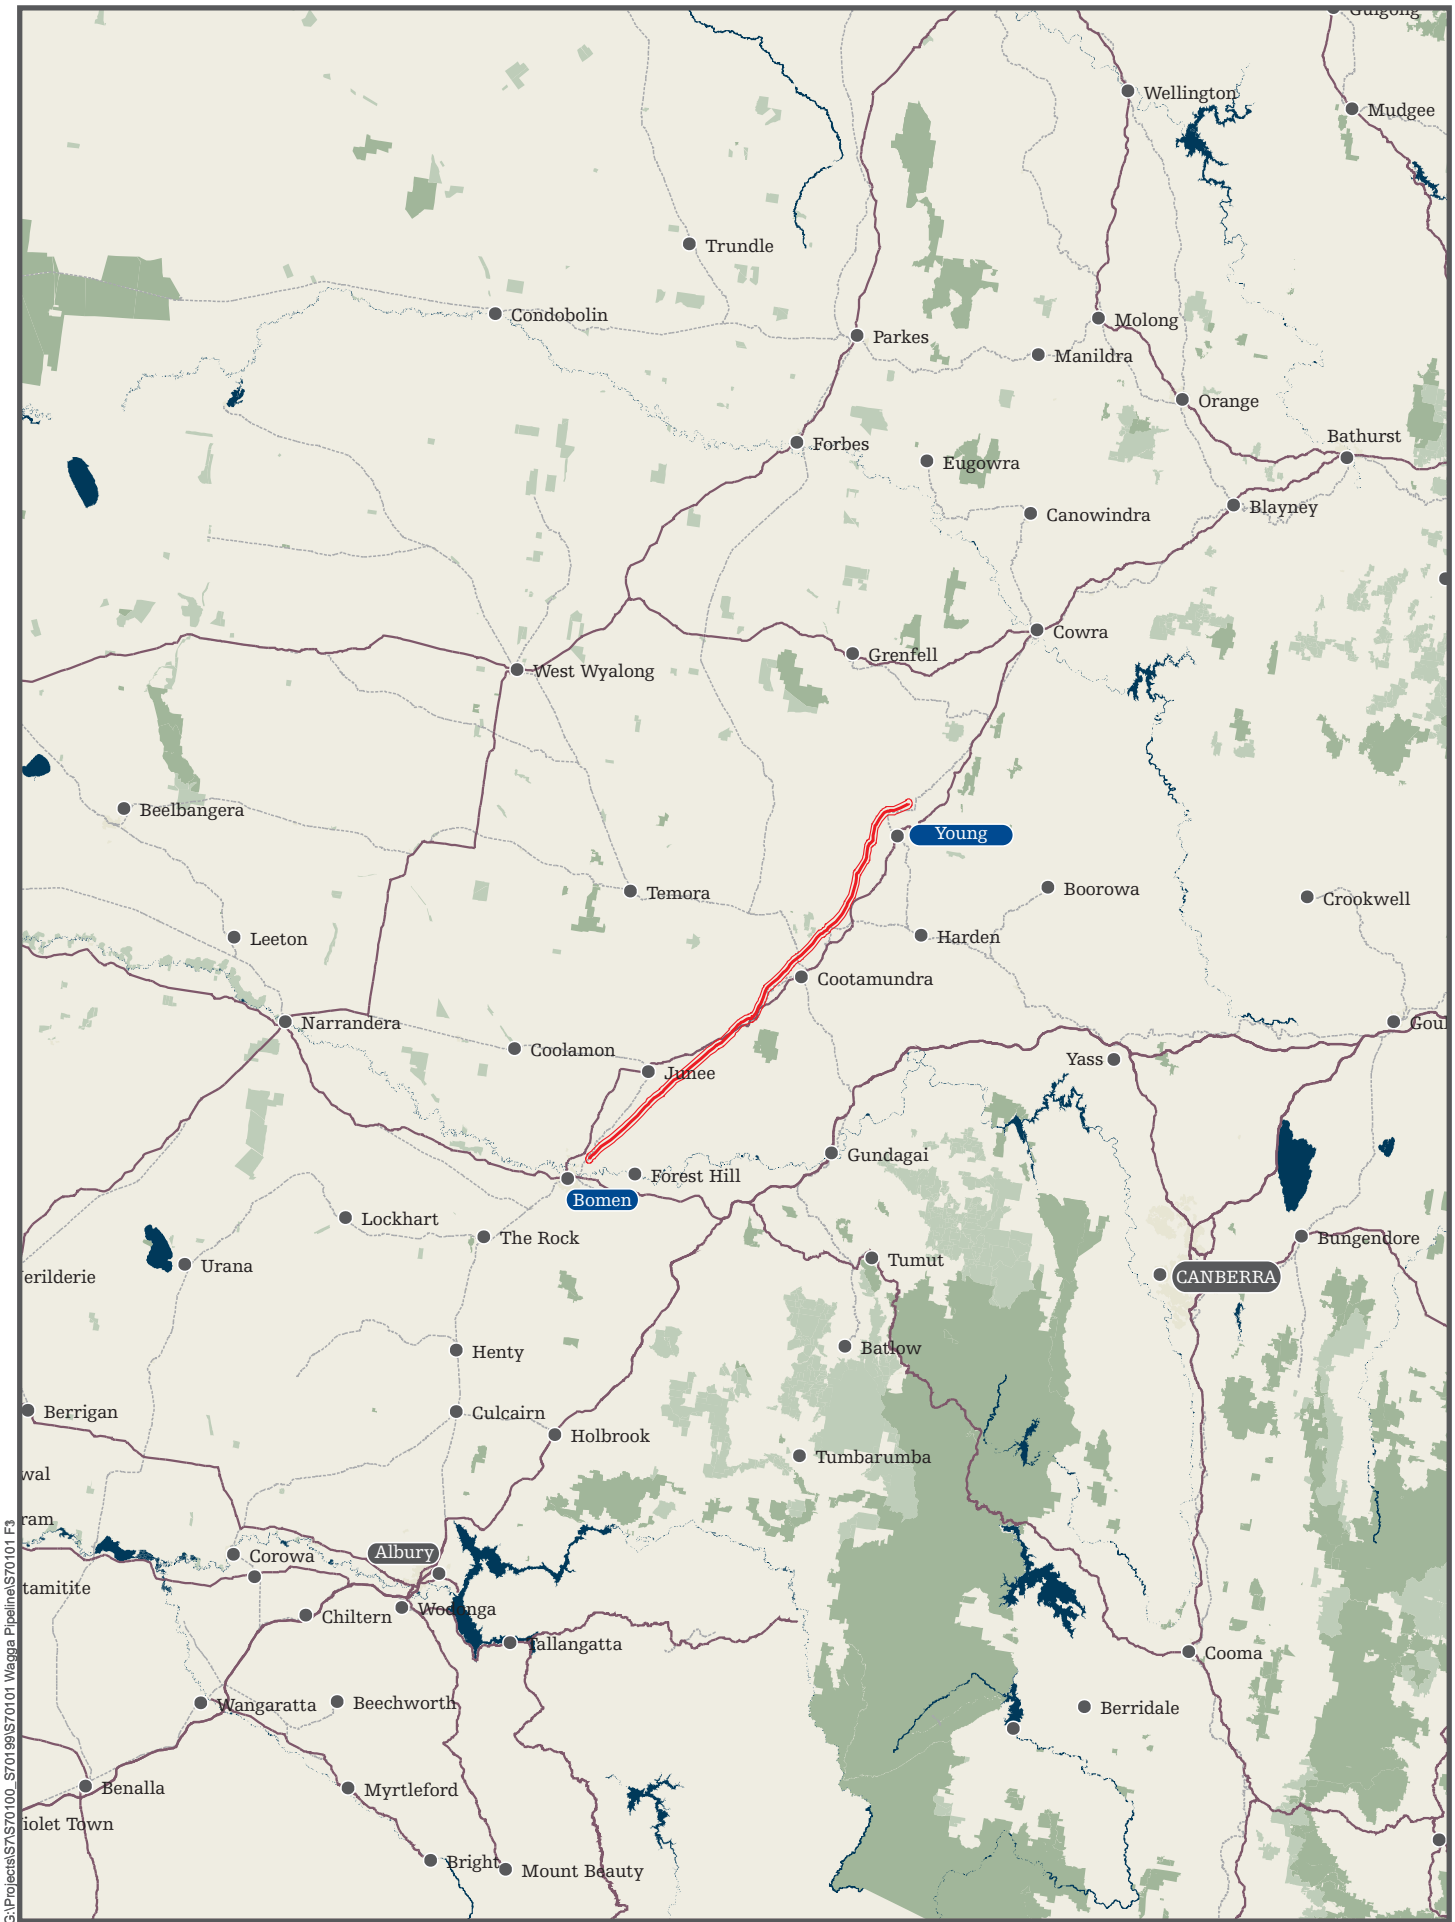 Gulgong
Wellington
Mudgee
Trundle
Condobolin
Molong
Parkes
Manildra
Orange
Bathurst
Forbes
Eugowra
Canowindra
Blayney
Cowra
Grenfell
West Wyalong
Beelbangera
Young
Temora
Boorowa
Crookwell
Leeton
Harden
Cootamundra
Narrandera
Goul
Coolamon
Yass
Junee
Gundagai
Forest Hill
Bomen
Lockhart
The Rock
Bungendore
Urana
Tumut
erilderie
CANBERRA
Henty
Batlow
Berrigan
Culcairn
Holbrook
Tumbarumba
wal
ram
Albury
Corowa
tamitite
Wodonga
Chiltern
Tallangatta
Cooma
Wangaratta
Beechworth
Berridale
Benalla
Myrtleford
iolet Town
Bright
Mount Beauty
G:\Projects\S7\S70100_S70199\S70101 Wagga Pipeline\S70101 F3